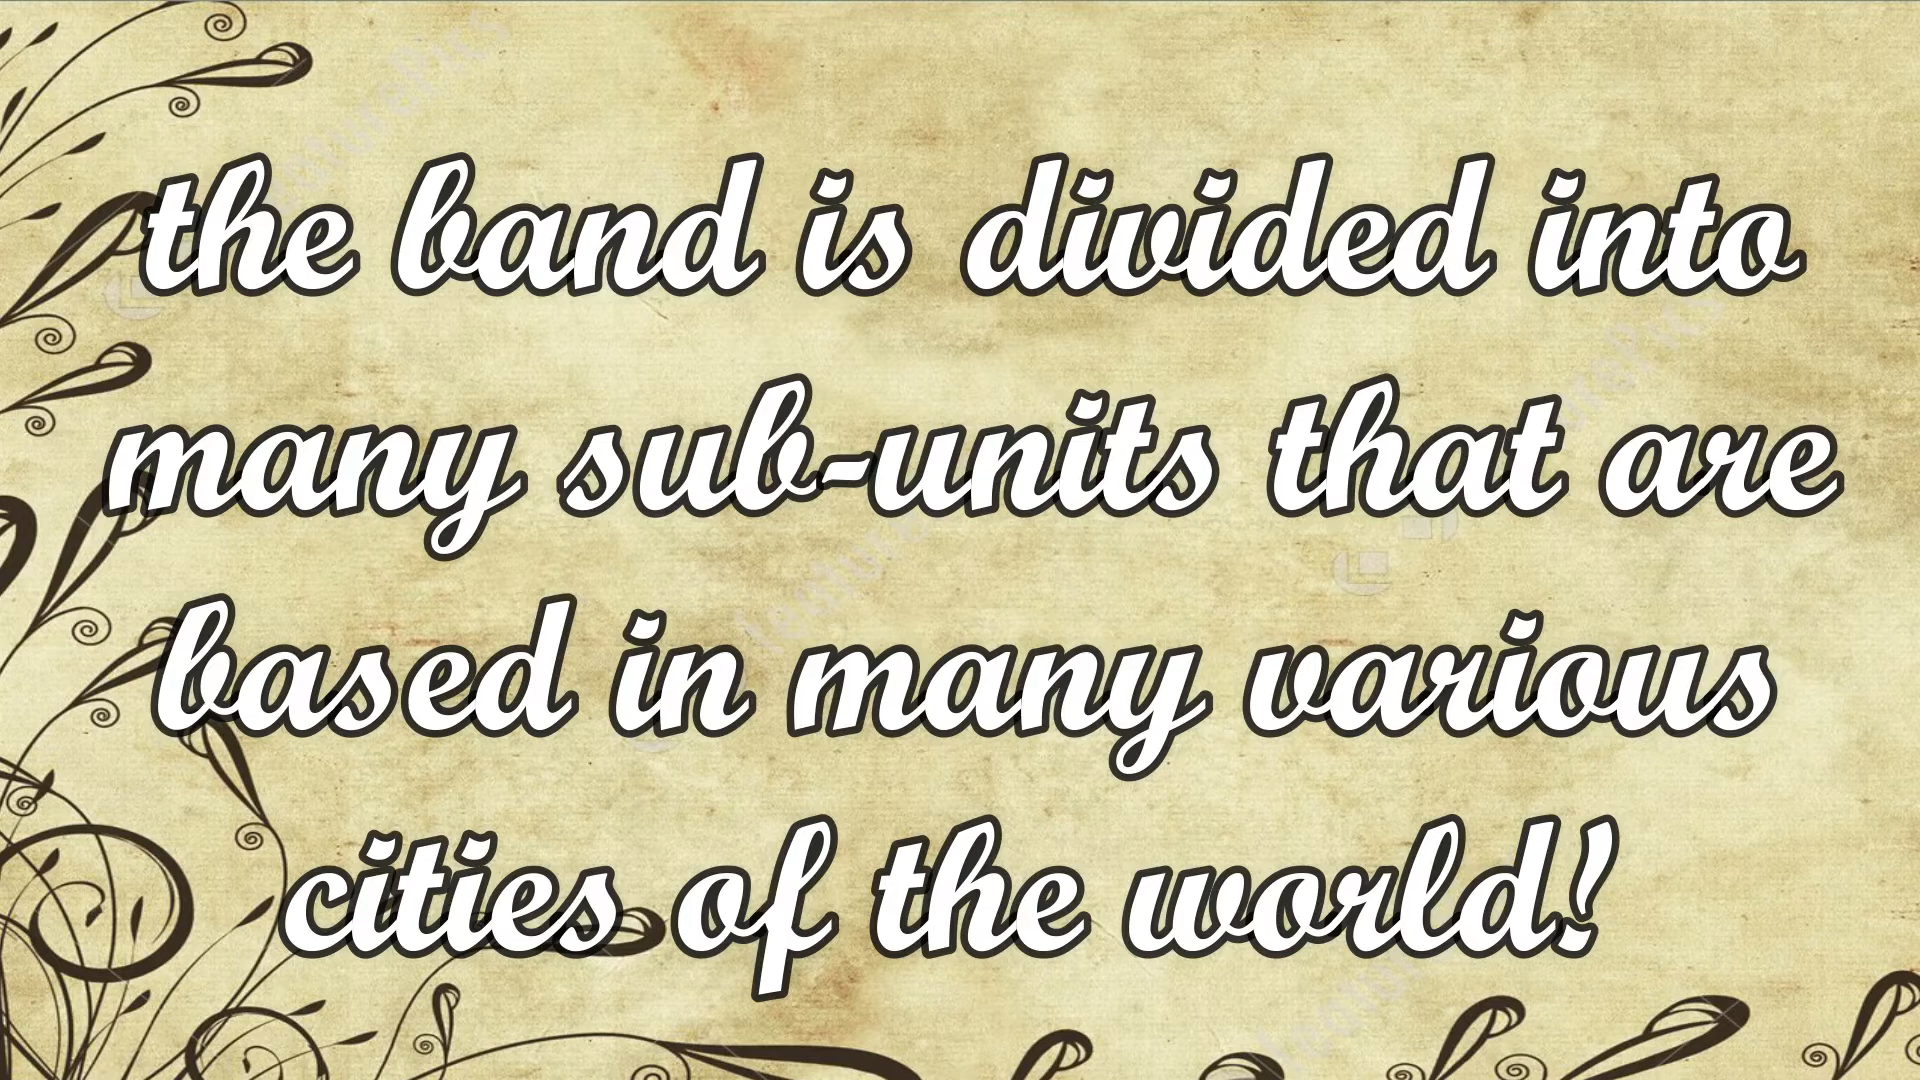 the band is divided into
many sub-units that are
based in many various
cities of the world!